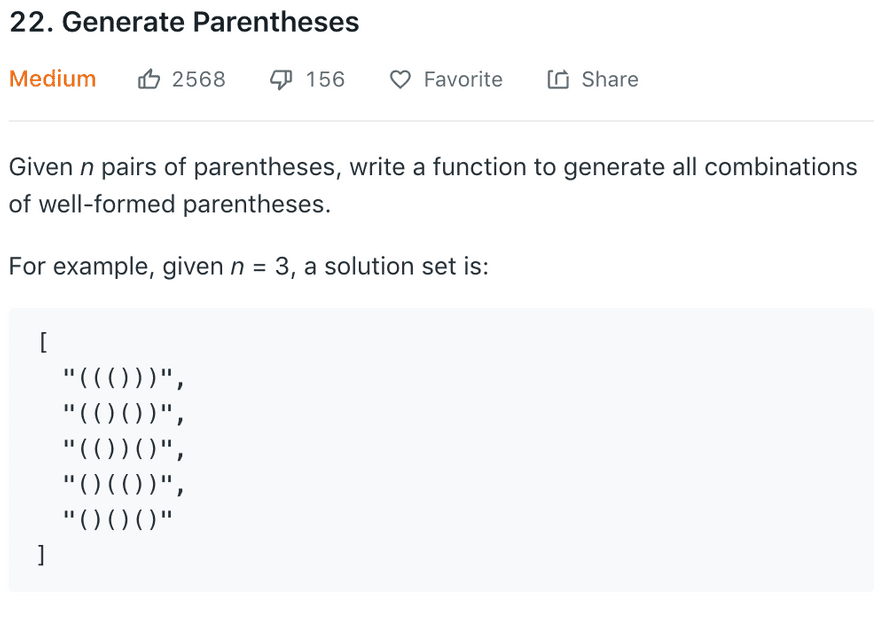 22. Generate Parentheses
Medium 2568 156 Favorite Share
Given n pairs of parentheses, write a function to generate all combinations
of well-formed parentheses.
For example, given n = 3, a solution set is:
[
"((()))",
"(()())",
"(())()",
"()(())",
"()()()"
]